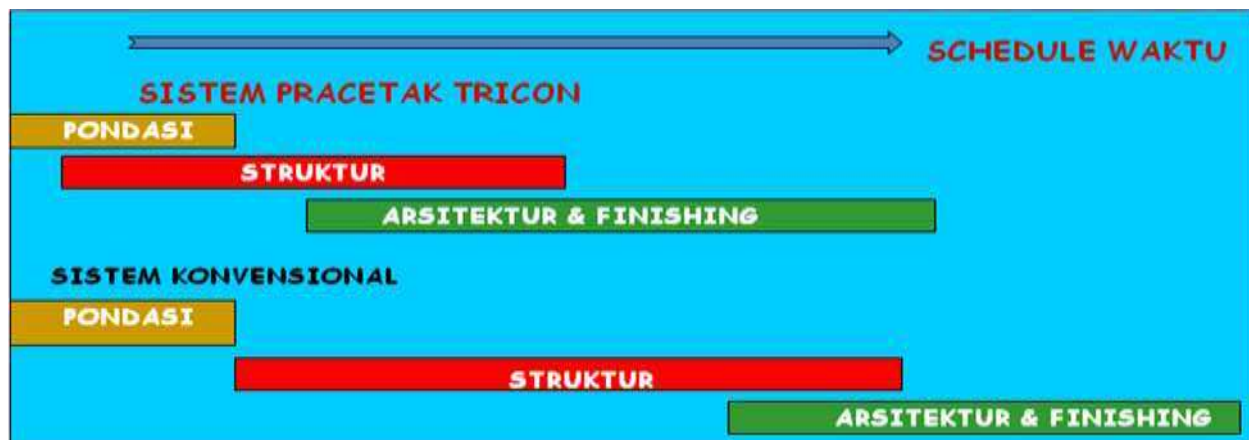 SCHEDULE WAKTU
SISTEM PRACETAK TRICON
PONDASI
STRUKTUR
ARSITEKTUR & FINISHING
SISTEM KONVENSIONAL
PONDASI
STRUKTUR
ARSITEKTUR & FINISHING